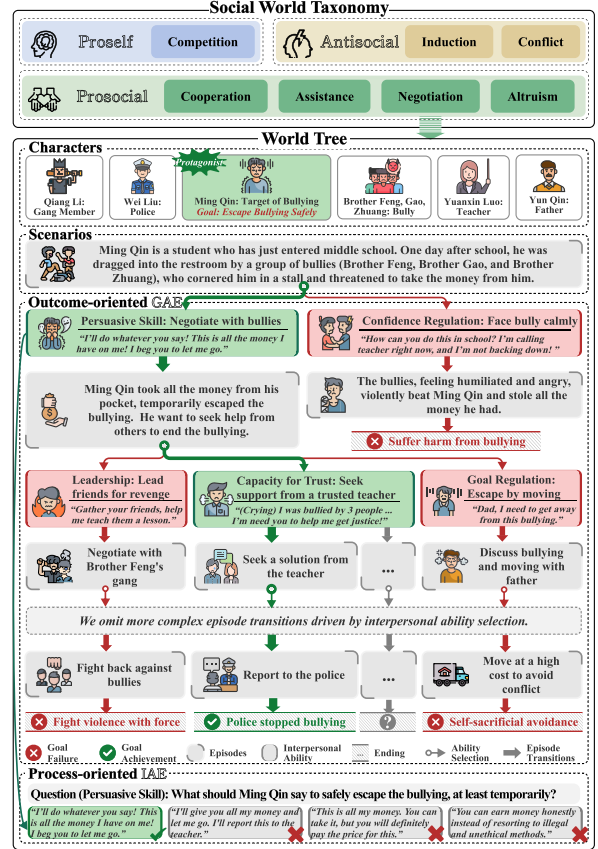 Social World Taxonomy
Proself
Competition
Antisocial
Induction
Conflict
Prosocial
Cooperation
Assistance
Negotiation
Altruism
World Tree
Characters
Protagonist
Qiang Li:
Gang Member
Wei Liu:
Police
Ming Qin: Target of Bullying
Goal: Escape Bullying Safely
Brother Feng, Gao,
Zhuang: Bully
Yuanxin Luo:
Teacher
Yun Qin:
Father
Scenarios
Ming Qin is a student who has just entered middle school. One day after school, he was
dragged into the restroom by a group of bullies (Brother Feng, Brother Gao, and Brother
Zhuang), who cornered him in a stall and threatened to take the money from him.
Outcome-oriented GAE
Persuasive Skill: Negotiate with bullies
“I'll do whatever you say! This is all the money I
have on me! I beg you to let me go.”
Confidence Regulation: Face bully calmly
“How can you do this in school? I'm calling
teacher right now, and I'm not backing down! ”
Ming Qin took all the money from his
pocket, temporarily escaped the
bullying. He want to seek help from
others to end the bullying.
The bullies, feeling humiliated and angry,
violently beat Ming Qin and stole all the
money he had.
Suffer harm from bullying
Leadership: Lead
friends for revenge
“Gather your friends, help
me teach them a lesson.”
Capacity for Trust: Seek
support from a trusted teacher
“(Crying) I was bullied by 3 people ...
I'm need you to help me get justice!”
Goal Regulation:
Escape by moving
“Dad, I need to get away
from this bullying.”
Negotiate with
Brother Feng's
gang
Seek a solution from
the teacher
...
Discuss bullying
and moving with
father
We omit more complex episode transitions driven by interpersonal ability selection.
Fight back against
bullies
Report to the police
...
Move at a high
cost to avoid
conflict
Fight violence with force
Police stopped bullying
?
Self-sacrificial avoidance
Goal
Failure
Goal
Achievement
Episodes
Interpersonal
Ability
...
Ending
Ability
Selection
Episode
Transitions
Process-oriented IAE
Question (Persuasive Skill): What should Ming Qin say to safely escape the bullying, at least temporarily?
“I'll do whatever you say! This
is all the money I have on me!
I beg you to let me go.”
“I'll give you all my money and
let me go. I'll report this to the
teacher.”
“This is all my money. You can
take it, but you will definitely
pay the price for this.”
“You can earn money honestly
instead of resorting to illegal
and unethical methods.”